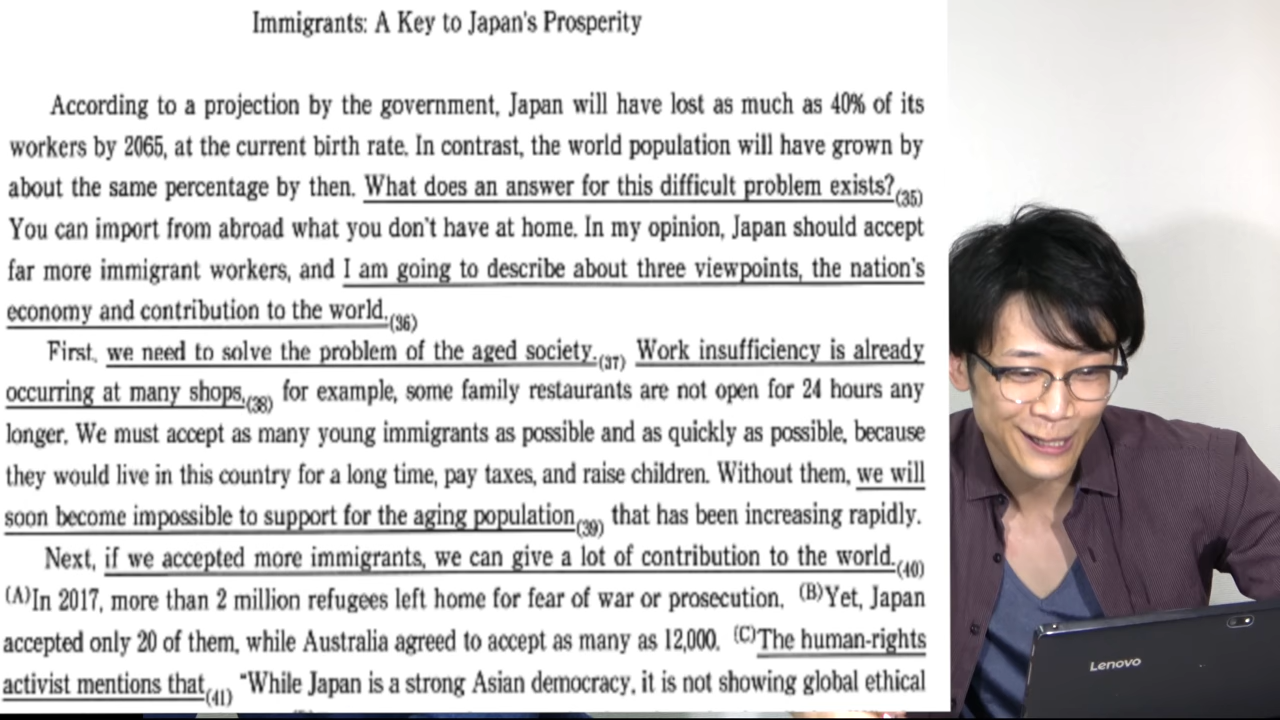 Immigrants: A Key to Japan's Prosperity
According to a projection by the government, Japan will have lost as much as 40% of its
workers by 2065, at the current birth rate. In contrast, the world population will have grown by
about the same percentage by then. What does an answer for this difficult problem exists?(35)
You can import from abroad what you don't have at home. In my opinion, Japan should accept
far more immigrant workers, and I am going to describe about three viewpoints, the nation's
economy and contribution to the world.(36)
First, we need to solve the problem of the aged society.(37) Work insufficiency is already
occurring at many shops,(38) for example, some family restaurants are not open for 24 hours any
longer. We must accept as many young immigrants as possible and as quickly as possible, because
they would live in this country for a long time, pay taxes, and raise children. Without them, we will
soon become impossible to support for the aging population(39) that has been increasing rapidly.
Next, if we accepted more immigrants, we can give a lot of contribution to the world.(40)
(A)In 2017, more than 2 million refugees left home for fear of war or prosecution. (B)Yet, Japan
accepted only 20 of them, while Australia agreed to accept as many as 12,000. (C)The human-rights
activist mentions that(41) "While Japan is a strong Asian democracy, it is not showing global ethical
Lenovo